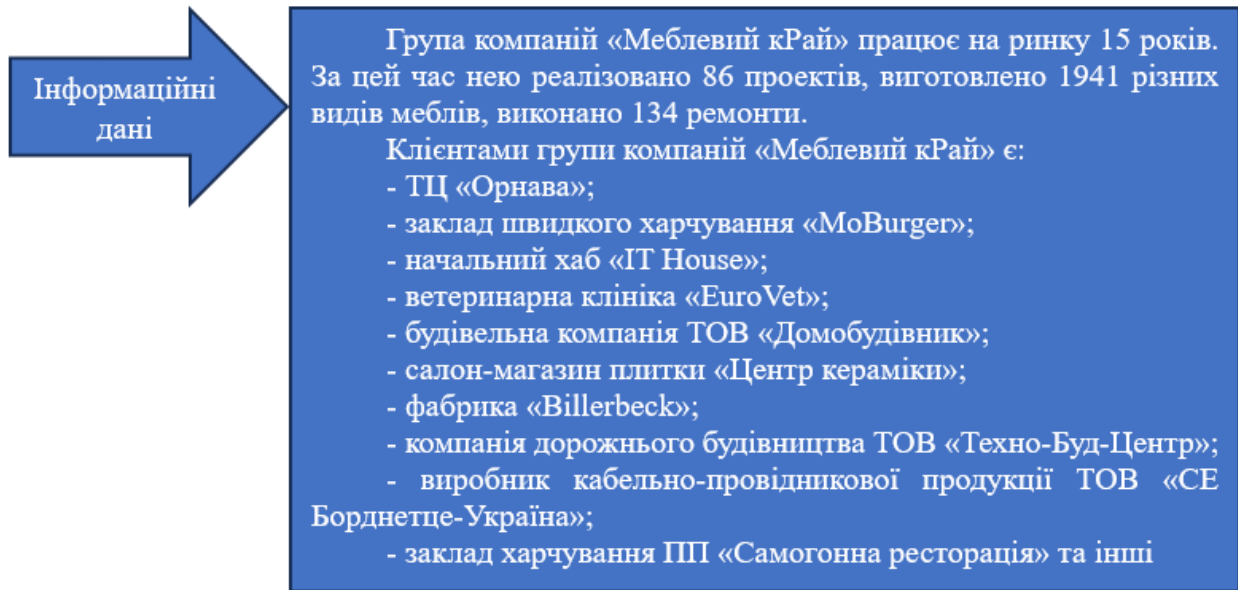 Інформаційні
дані
Група компаній «Меблевий кРай» працює на ринку 15 років.
За цей час нею реалізовано 86 проектів, виготовлено 1941 різних
видів меблів, виконано 134 ремонти.
Клієнтами групи компаній «Меблевий кРай» є:
- ТЦ «Орнава»;
- заклад швидкого харчування «MoBurger»;
- начальний хаб «IT House»;
- ветеринарна клініка «EuroVet»;
- будівельна компанія ТОВ «Домобудівник»;
- салон-магазин плитки «Центр кераміки»;
- фабрика «Billerbeck»;
- компанія дорожнього будівництва ТОВ «Техно-Буд-Центр»;
- виробник кабельно-провідникової продукції ТОВ «СЕ
Борднетце-Україна»;
- заклад харчування ПП «Самогонна ресторація» та інші